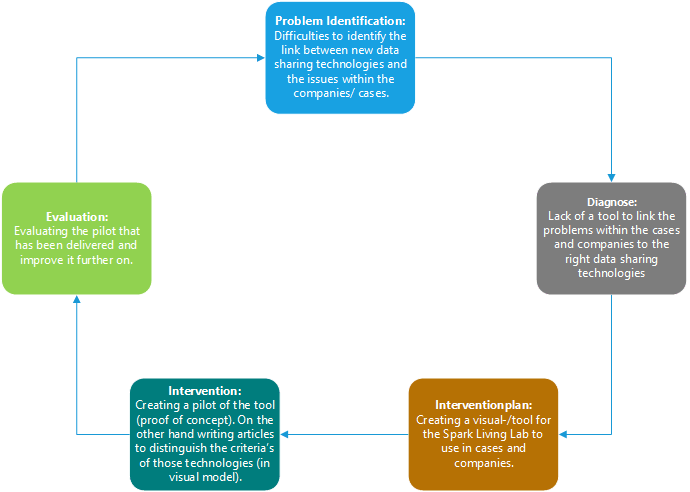 Problem Identification:
Difficulties to identify the
link between new data
sharing technologies and
the issues within the
companies/ cases.
Diagnose:
Lack of a tool to link the
problems within the cases
and companies to the
right data sharing
technologies
Interventionplan:
Creating a visual-/tool for
the Spark Living Lab to
use in cases and
companies.
Intervention:
Creating a pilot of the tool
(proof of concept). On the
other hand writing articles
to distinguish the criteria's
of those technologies (in
visual model).
Evaluation:
Evaluating the pilot that
has been delivered and
improve it further on.